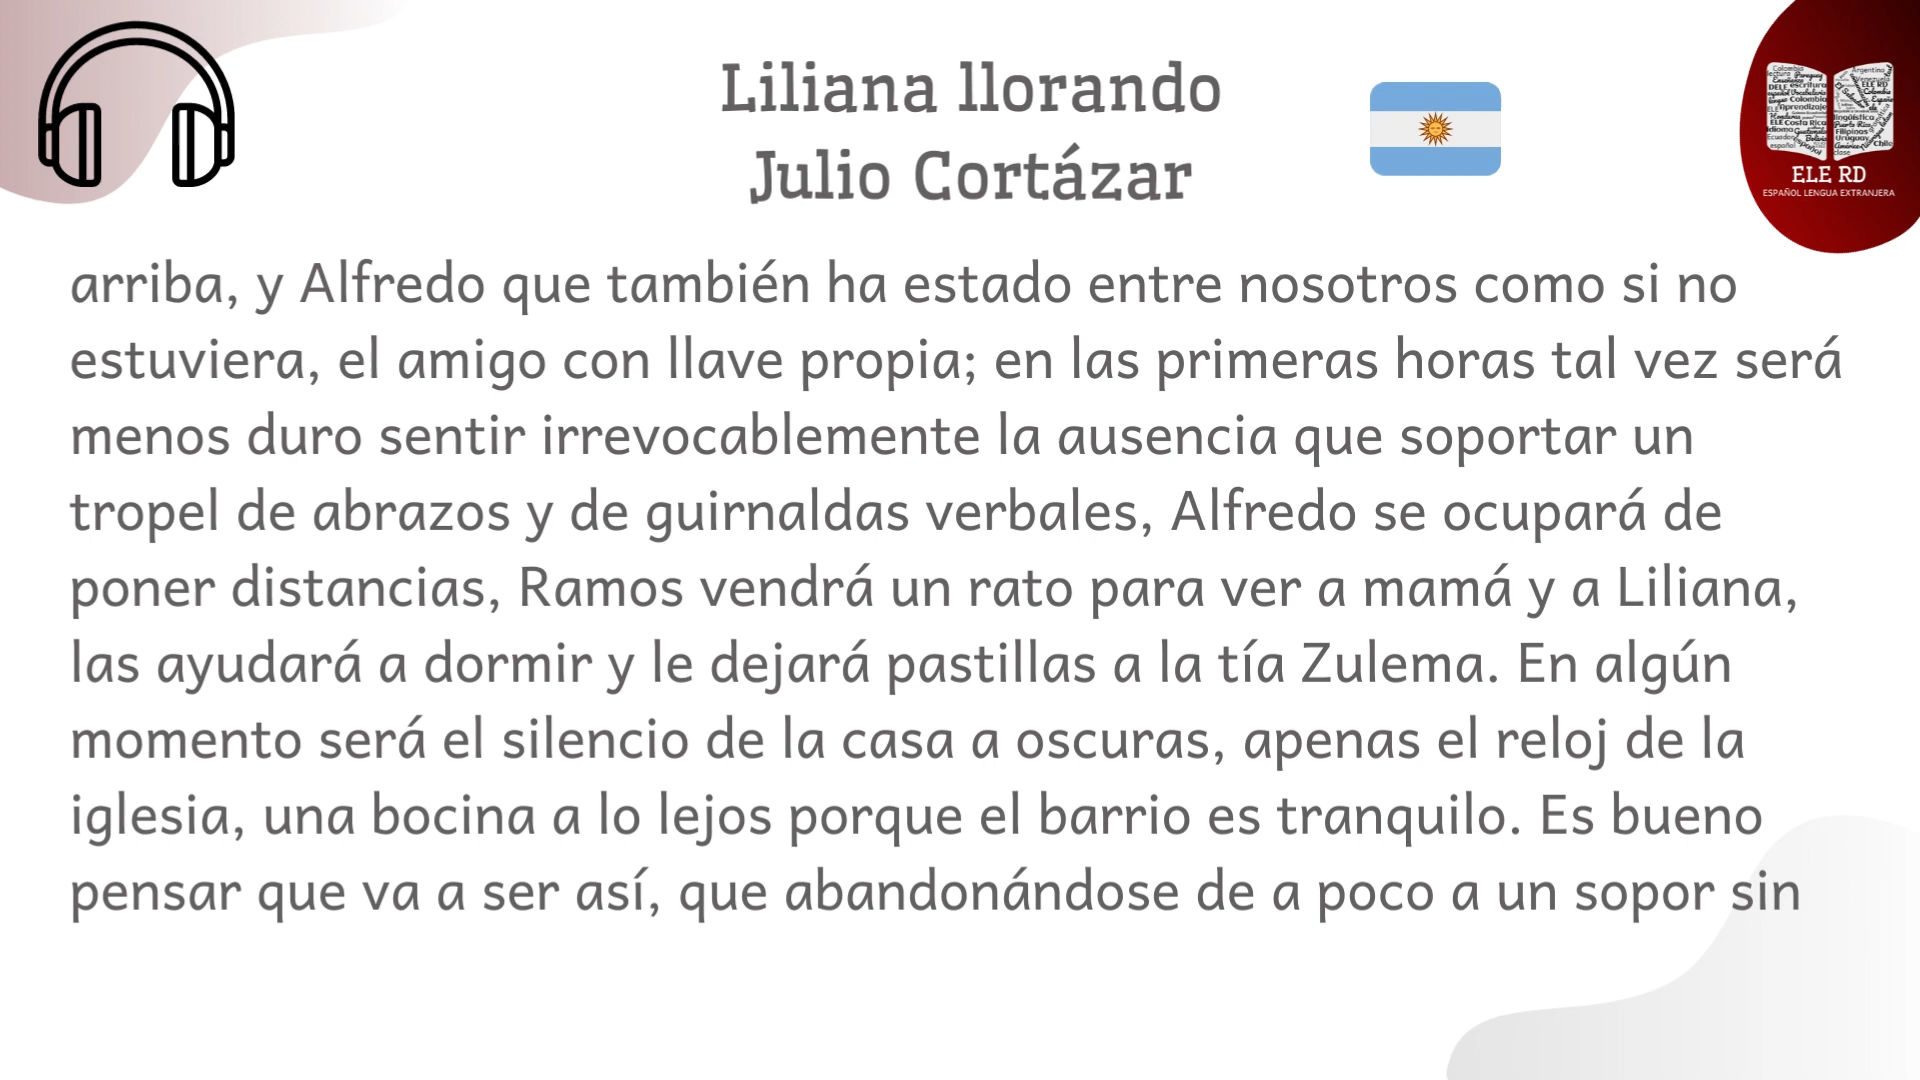 Liliana llorando
Julio Cortázar
ELE RD
ESPAÑOL LENGUA EXTRANJERA
arriba, y Alfredo que también ha estado entre nosotros como si no
estuviera, el amigo con llave propia; en las primeras horas tal vez será
menos duro sentir irrevocablemente la ausencia que soportar un
tropel de abrazos y de guirnaldas verbales, Alfredo se ocupará de
poner distancias, Ramos vendrá un rato para ver a mamá y a Liliana,
las ayudará a dormir y le dejará pastillas a la tía Zulema. En algún
momento será el silencio de la casa a oscuras, apenas el reloj de la
iglesia, una bocina a lo lejos porque el barrio es tranquilo. Es bueno
pensar que va a ser así, que abandonándose de a poco a un sopor sin